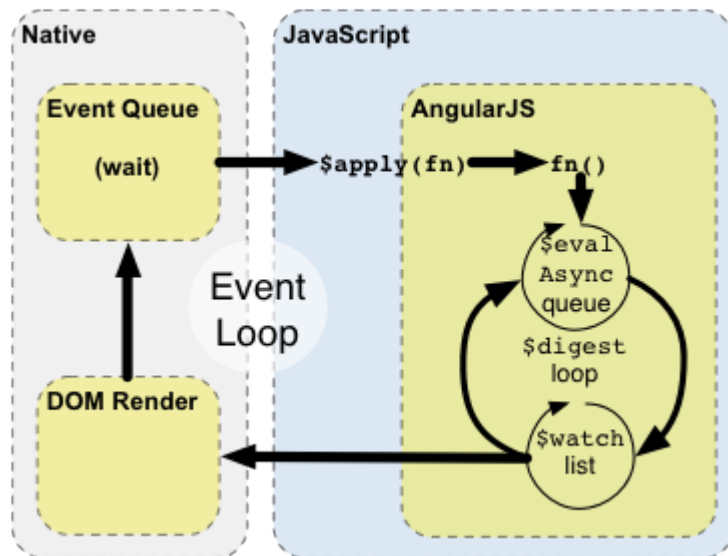 Native
JavaScript
Event Queue
(wait)
AngularJS
$apply(fn)
fn()
$eval
Async
queue
Event
Loop
$digest
loop
DOM Render
$watch
list